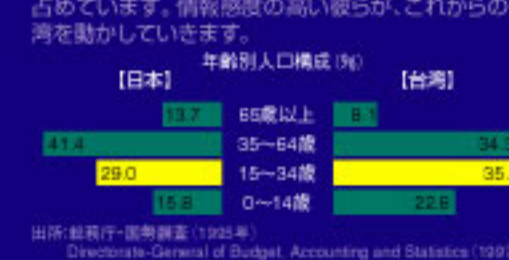 占めています。情報感度の高い彼らが、これからの
湾を動かしていきます。
年齢別人口構成(%)
【日本】 【台湾】
13.7 65歳以上 8.1
41.4 35〜64歳 34.3
29.0 15〜34歳 35.
15.8 0〜14歳 22.6
出所:総務庁・国勢調査(1995年)
Directorate-General of Budget, Accounting and Statistics(199